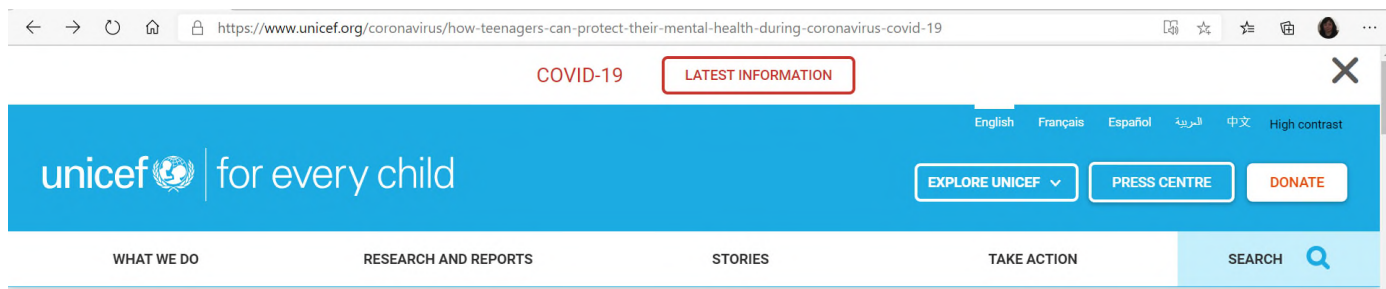 https://www.unicef.org/coronavirus/how-teenagers-can-protect-their-mental-health-during-coronavirus-covid-19
COVID-19 LATEST INFORMATION
English Français Español العربية 中文 High contrast
unicef for every child
EXPLORE UNICEF PRESS CENTRE DONATE
WHAT WE DO RESEARCH AND REPORTS STORIES TAKE ACTION SEARCH